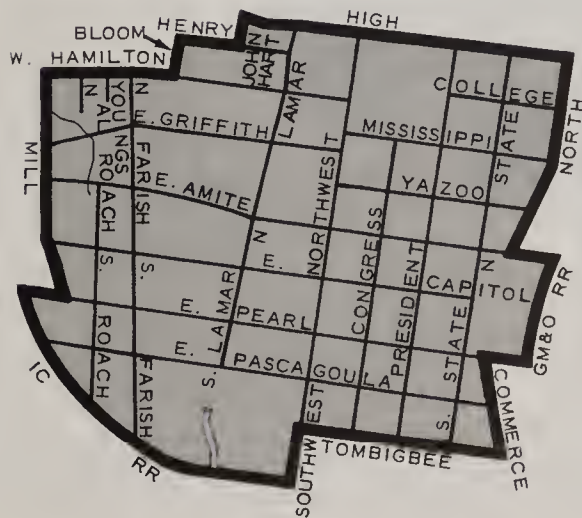 HIGH
HENRY
BLOOM
W. HAMILTON
JOHN
HART
LAMAR
COLLEGE
N
YOUNGS
AL
N
E. GRIFFITH
MISSISSIPPI
STATE
NORTH
MILL
ROACH
FARISH
E. AMITE
NORTHWEST
YAZOO
CONGRESS
PRESIDENT
N
E.
N
CAPITOL
GM&O RR
S.
S.
E. PEARL
LAMAR
S.
STATE
S.
ROACH
FARISH
E. PASCAGOULA
COMMERCE
IC RR
SOUTHWEST
TOMBIGBEE